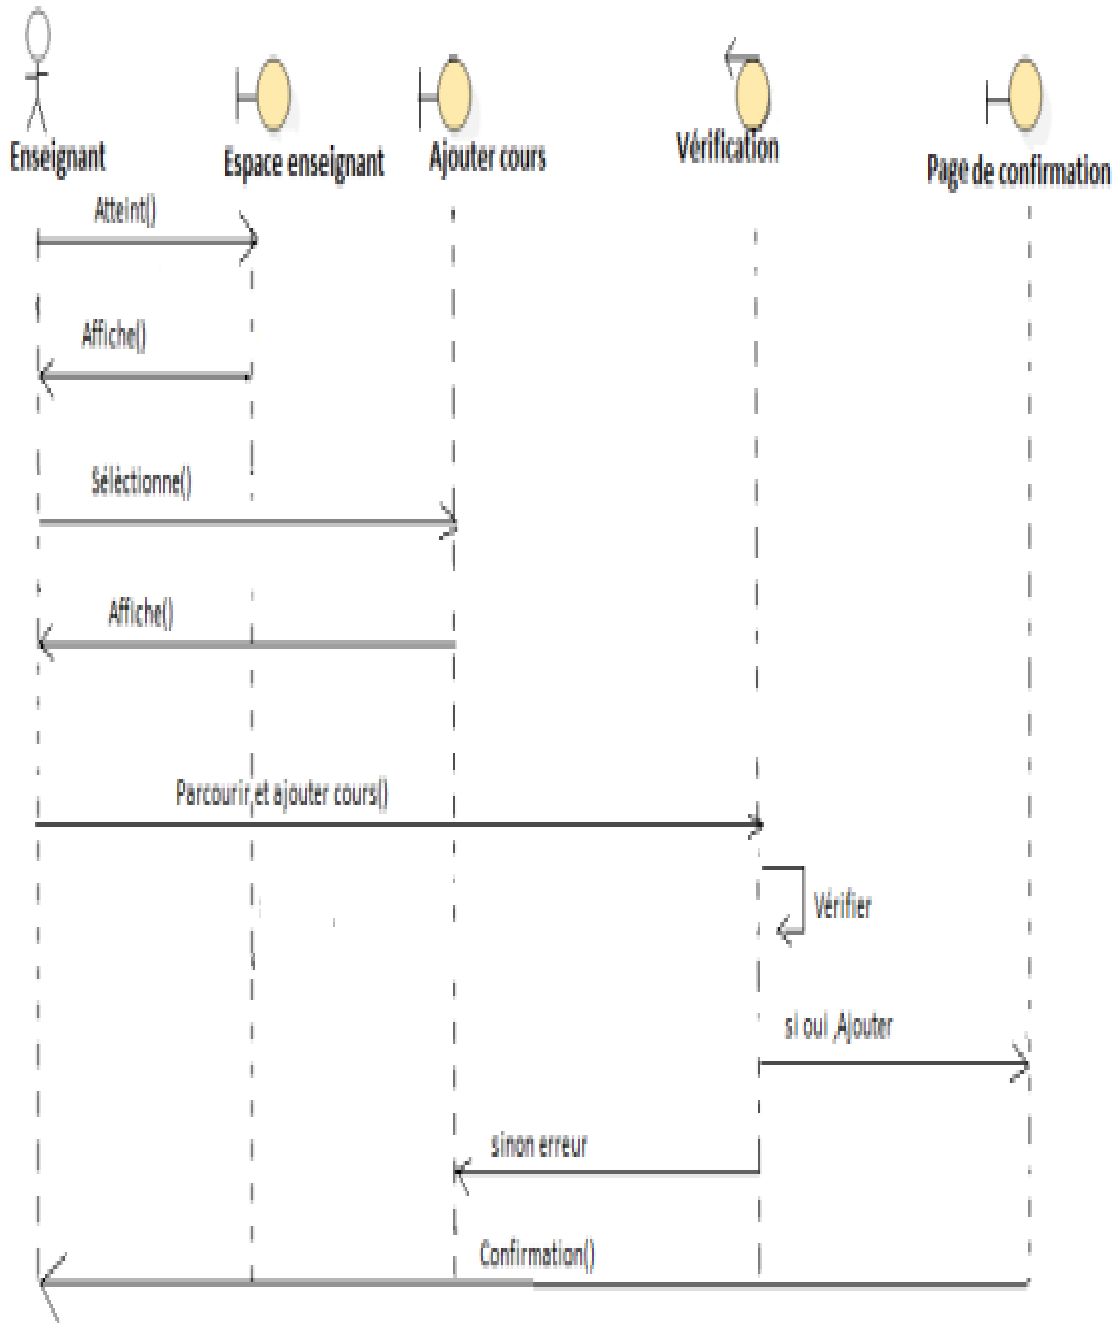 Enseignant
Espace enseignant
Ajouter cours
Vérification
Page de confirmation
Atteint()
Affiche()
Séléctionne()
Affiche()
Parcourir,et ajouter cours()
Vérifier
si oui ,Ajouter
sinon erreur
Confirmation()